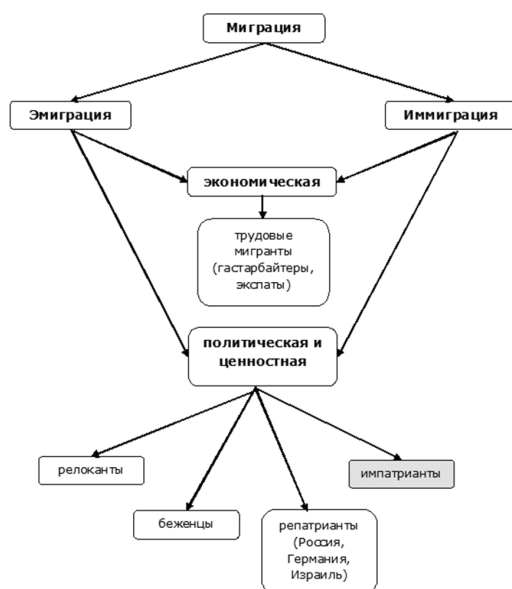 Миграция
Эмиграция
Иммиграция
экономическая
трудовые
мигранты
(гастарбайтеры,
экспаты)
политическая и
ценностная
релоканты
импатрианты
беженцы
репатрианты
(Россия,
Германия,
Израиль)